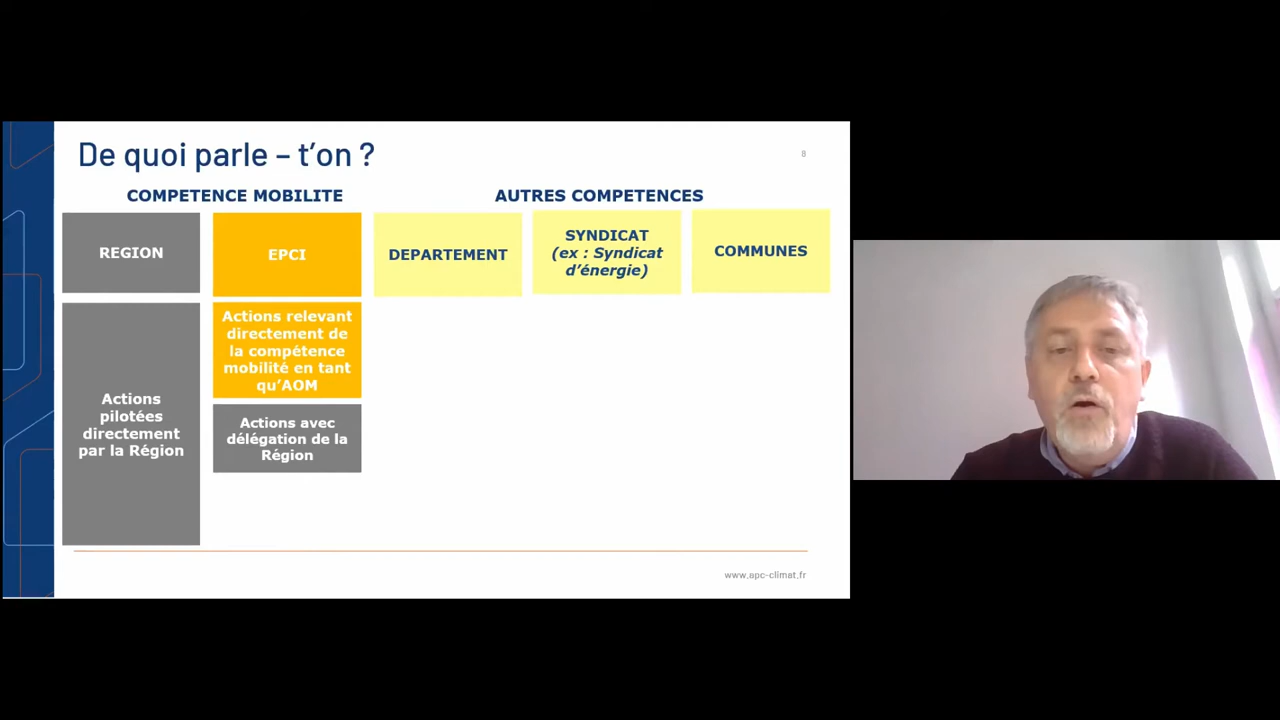 De quoi parle – t’on ?
8
COMPETENCE MOBILITE
AUTRES COMPETENCES
REGION
EPCI
DEPARTEMENT
SYNDICAT
(ex : Syndicat
d’énergie)
COMMUNES
Actions
pilotées
directement
par la Région
Actions relevant
directement de
la compétence
mobilité en tant
qu’AOM
Actions avec
délégation de la
Région
www.apc-climat.fr